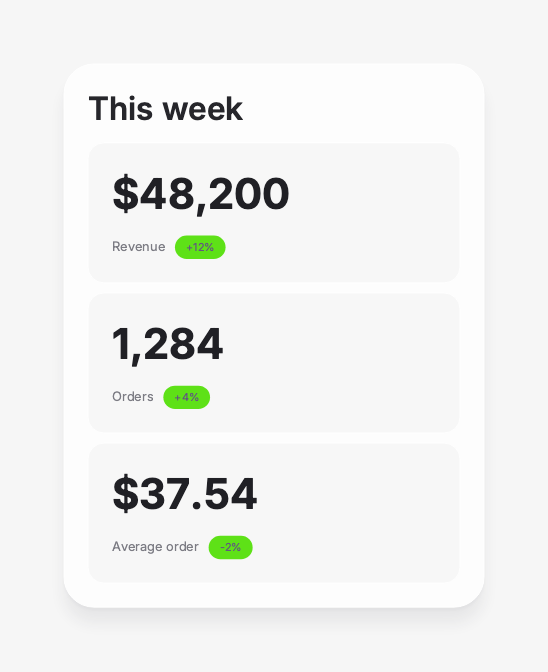 This week
$48,200
Revenue +12%
1,284
Orders +4%
$37.54
Average order -2%